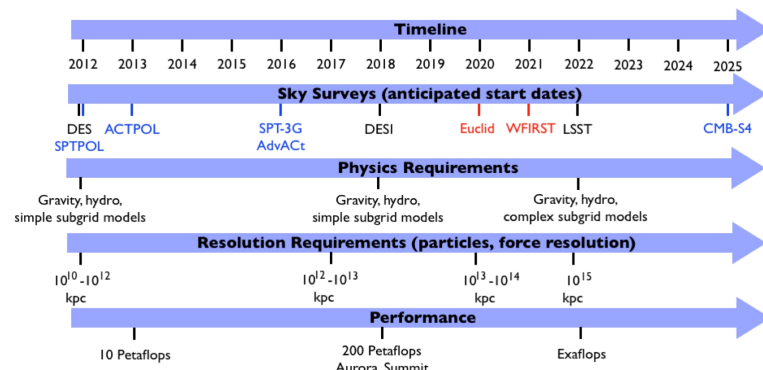 Timeline
2012 2013 2014 2015 2016 2017 2018 2019 2020 2021 2022 2023 2024 2025
Sky Surveys (anticipated start dates)
DES ACTPOL SPT-3G DESI Euclid WFIRST LSST CMB-S4
SPTPOL AdvACt
Physics Requirements
Gravity, hydro, Gravity, hydro, Gravity, hydro,
simple subgrid models simple subgrid models complex subgrid models
Resolution Requirements (particles, force resolution)
10¹⁰-10¹² 10¹²-10¹³ 10¹³-10¹⁴ 10¹⁵
kpc kpc kpc kpc
Performance
10 Petaflops 200 Petaflops Exaflops
Aurora, Summit